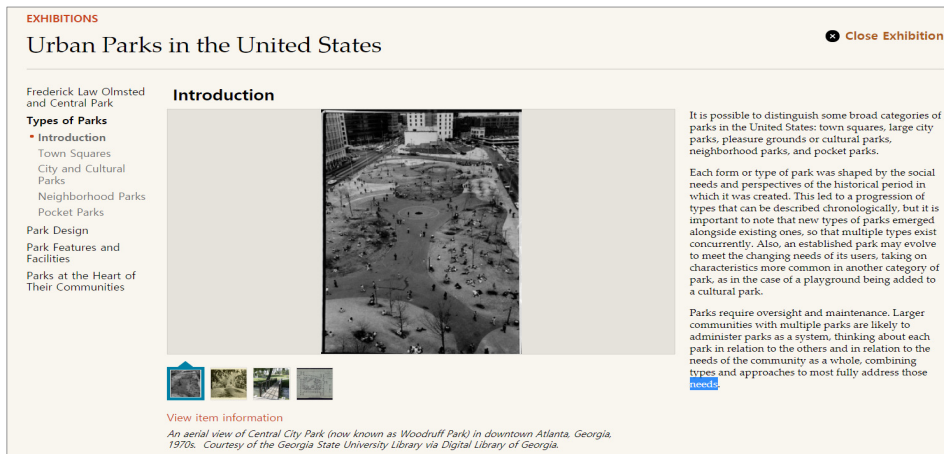 EXHIBITIONS
Urban Parks in the United States
Close Exhibition
Frederick Law Olmsted
and Central Park
Types of Parks
Introduction
Town Squares
City and Cultural
Parks
Neighborhood Parks
Pocket Parks
Park Design
Park Features and
Facilities
Parks at the Heart of
Their Communities
Introduction
View item information
An aerial view of Central City Park (now known as Woodruff Park) in downtown Atlanta, Georgia,
1970s. Courtesy of the Georgia State University Library via Digital Library of Georgia.
It is possible to distinguish some broad categories of
parks in the United States: town squares, large city
parks, pleasure grounds or cultural parks,
neighborhood parks, and pocket parks.
Each form or type of park was shaped by the social
needs and perspectives of the historical period in
which it was created. This led to a progression of
types that can be described chronologically, but it is
important to note that new types of parks emerged
alongside existing ones, so that multiple types exist
concurrently. Also, an established park may evolve
to meet the changing needs of its users, taking on
characteristics more common in another category of
park, as in the case of a playground being added to
a cultural park.
Parks require oversight and maintenance. Larger
communities with multiple parks are likely to
administer parks as a system, thinking about each
park in relation to the others and in relation to the
needs of the community as a whole, combining
types and approaches to most fully address those
needs.